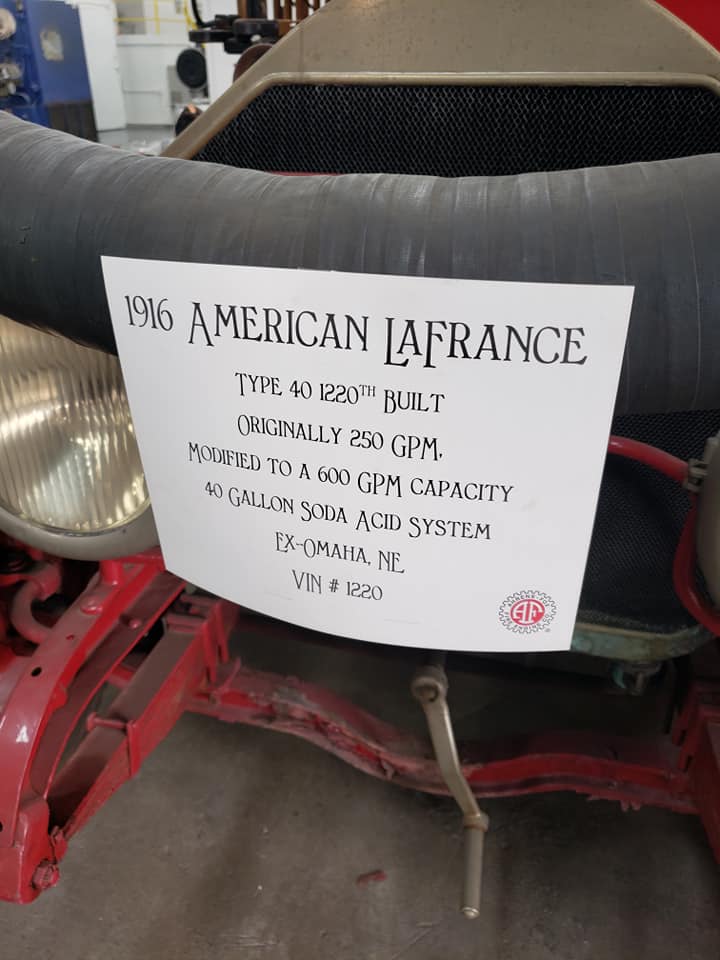 1916 American LaFrance
Type 40 1220th Built
Originally 250 GPM,
Modified to a 600 GPM capacity
40 Gallon Soda Acid System
Ex-Omaha, NE
VIN # 1220